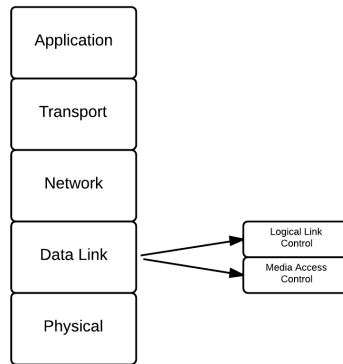 Application
Transport
Network
Data Link
Logical Link
Control
Media Access
Control
Physical